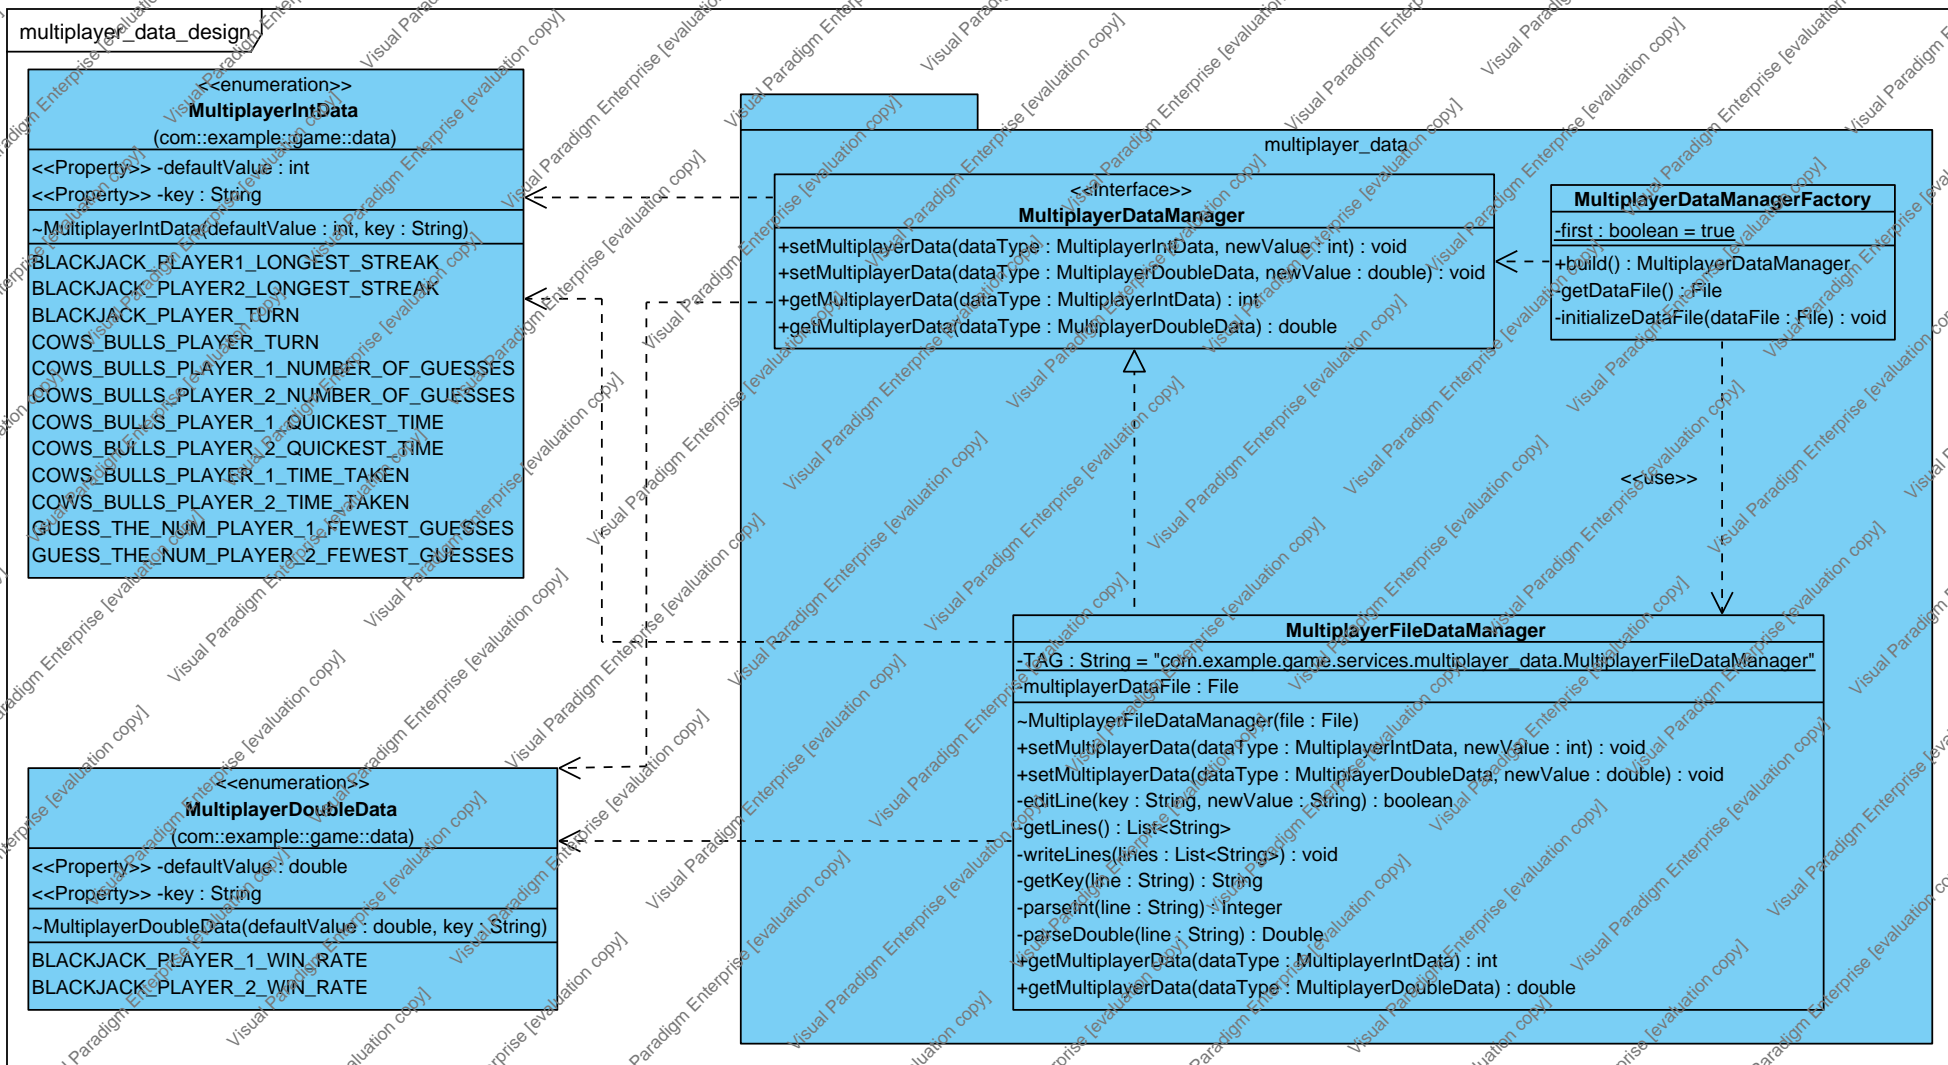 multiplayer_data_design
<<enumeration>>
MultiplayerIntData
(com::example::game::data)
<<Property>> -defaultValue : int
<<Property>> -key : String
~MultiplayerIntData(defaultValue : int, key : String)
BLACKJACK_PLAYER1_LONGEST_STREAK
BLACKJACK_PLAYER2_LONGEST_STREAK
BLACKJACK_PLAYER_TURN
COWS_BULLS_PLAYER_TURN
COWS_BULLS_PLAYER_1_NUMBER_OF_GUESSES
COWS_BULLS_PLAYER_2_NUMBER_OF_GUESSES
COWS_BULLS_PLAYER_1_QUICKEST_TIME
COWS_BULLS_PLAYER_2_QUICKEST_TIME
COWS_BULLS_PLAYER_1_TIME_TAKEN
COWS_BULLS_PLAYER_2_TIME_TAKEN
GUESS_THE_NUM_PLAYER_1_FEWEST_GUESSES
GUESS_THE_NUM_PLAYER_2_FEWEST_GUESSES
<<enumeration>>
MultiplayerDoubleData
(com::example::game::data)
<<Property>> -defaultValue : double
<<Property>> -key : String
~MultiplayerDoubleData(defaultValue : double, key : String)
BLACKJACK_PLAYER_1_WIN_RATE
BLACKJACK_PLAYER_2_WIN_RATE
multiplayer_data
<<Interface>>
MultiplayerDataManager
+setMultiplayerData(dataType : MultiplayerIntData, newValue : int) : void
+setMultiplayerData(dataType : MultiplayerDoubleData, newValue : double) : void
+getMultiplayerData(dataType : MultiplayerIntData) : int
+getMultiplayerData(dataType : MultiplayerDoubleData) : double
MultiplayerDataManagerFactory
-first : boolean = true
+build() : MultiplayerDataManager
-getDataFile() : File
-initializeDataFile(dataFile : File) : void
<<use>>
MultiplayerFileDataManager
-TAG : String = "com.example.game.services.multiplayer_data.MultiplayerFileDataManager"
-multiplayerDataFile : File
~MultiplayerFileDataManager(file : File)
+setMultiplayerData(dataType : MultiplayerIntData, newValue : int) : void
+setMultiplayerData(dataType : MultiplayerDoubleData, newValue : double) : void
-editLine(key : String, newValue : String) : boolean
-getLines() : List<String>
-writeLines(lines : List<String>) : void
-getKey(line : String) : String
-parseInt(line : String) : Integer
-parseDouble(line : String) : Double
+getMultiplayerData(dataType : MultiplayerIntData) : int
+getMultiplayerData(dataType : MultiplayerDoubleData) : double
Visual Paradigm Enterprise [evaluation copy]